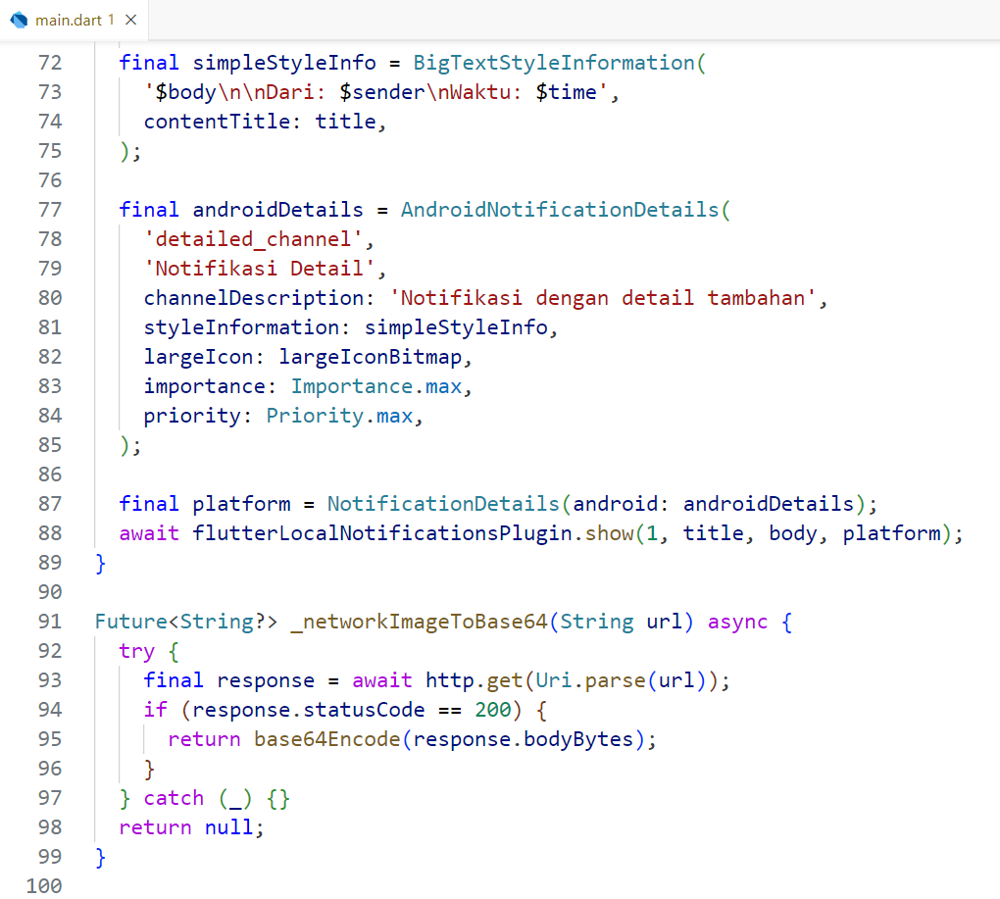 main.dart 1
72 final simpleStyleInfo = BigTextStyleInformation(
73 '$body\n\nDari: $sender\nWaktu: $time',
74 contentTitle: title,
75 );
76
77 final androidDetails = AndroidNotificationDetails(
78 'detailed_channel',
79 'Notifikasi Detail',
80 channelDescription: 'Notifikasi dengan detail tambahan',
81 styleInformation: simpleStyleInfo,
82 largeIcon: largeIconBitmap,
83 importance: Importance.max,
84 priority: Priority.max,
85 );
86
87 final platform = NotificationDetails(android: androidDetails);
88 await flutterLocalNotificationsPlugin.show(1, title, body, platform);
89 }
90
91 Future<String?> _networkImageToBase64(String url) async {
92 try {
93 final response = await http.get(Uri.parse(url));
94 if (response.statusCode == 200) {
95 return base64Encode(response.bodyBytes);
96 }
97 } catch (_) {}
98 return null;
99 }
100